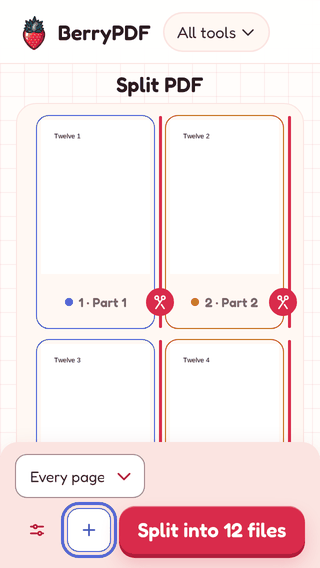 BerryPDF
All tools
Split PDF
Twelve 1
Twelve 2
1 · Part 1
2 · Part 2
Twelve 3
Twelve 4
Every page
Split into 12 files